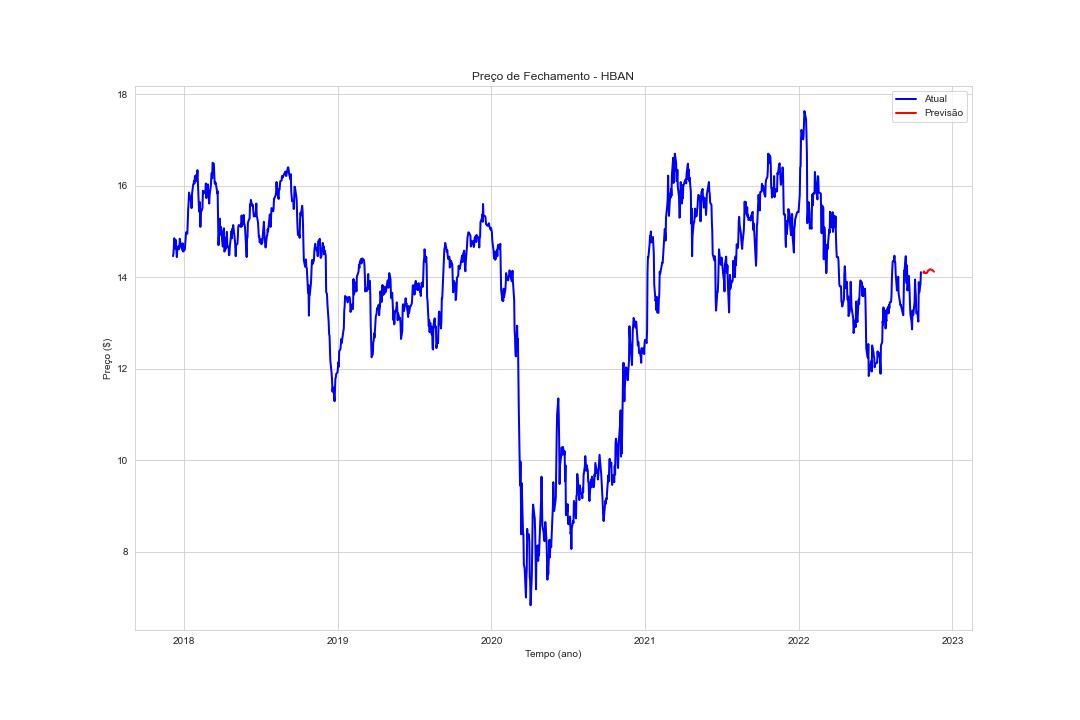 Preço de Fechamento - HBAN
Atual
Previsão
Preço ($)
18
16
14
12
10
8
2018 2019 2020 2021 2022 2023
Tempo (ano)